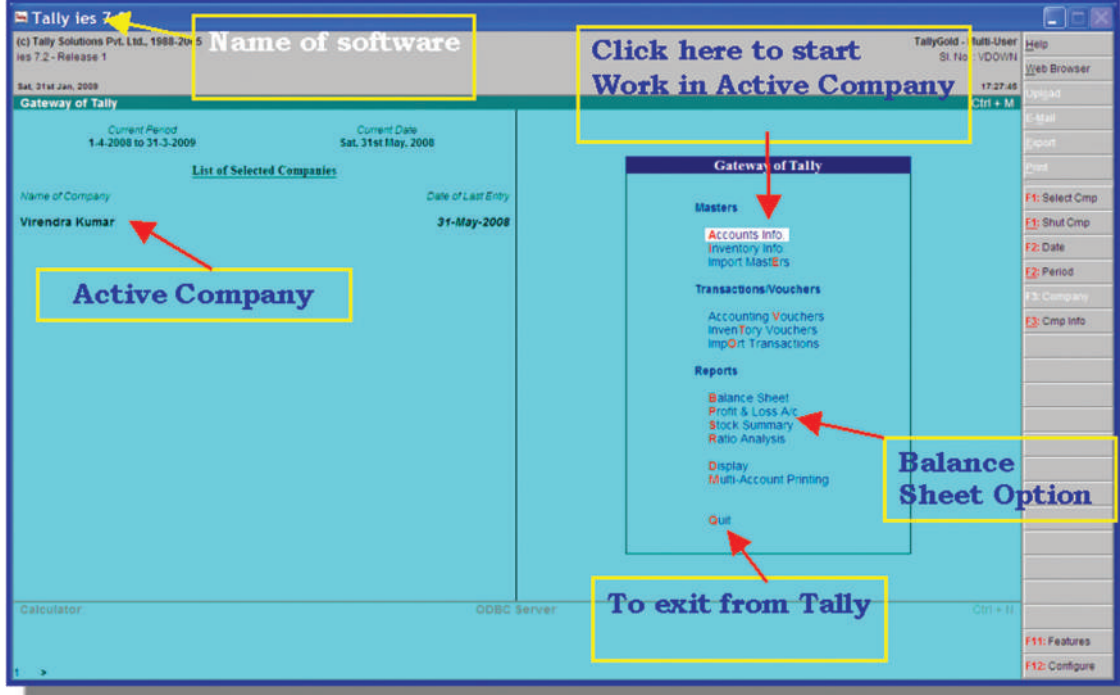 Tally ies 7.2
(c) Tally Solutions Pvt. Ltd., 1988-2005
ies 7.2 - Release 1
Sat, 31st Jan, 2009
Name of software
Click here to start
Work in Active Company
TallyGold - Multi-User
Sl. No : VDOWN
17:27:46
Gateway of Tally
Ctrl + M
Current Period
1-4-2008 to 31-3-2009
Current Date
Sat, 31st May, 2008
List of Selected Companies
Name of Company
Date of Last Entry
Virendra Kumar
31-May-2008
Active Company
Gateway of Tally
Masters
Accounts Info.
Inventory Info.
Import MastErs
Transactions/Vouchers
Accounting Vouchers
InvenTory Vouchers
ImpOrt Transactions
Reports
Balance Sheet
Profit & Loss A/c
Stock Summary
Ratio Analysis
Display
Multi-Account Printing
Quit
Balance
Sheet Option
To exit from Tally
Calculator
ODBC Server
Ctrl + N
1 >
Help
Web Browser
Upload
E-Mail
Export
Print
F1: Select Cmp
F1: Shut Cmp
F2: Date
F2: Period
F3: Company
F3: Cmp Info
F11: Features
F12: Configure